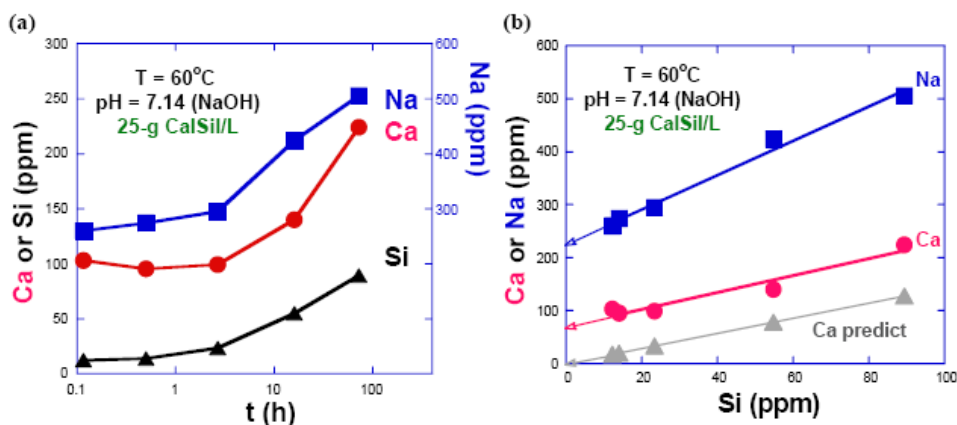 (a)
300
250
200
150
100
50
0
Ca or Si (ppm)
T = 60°C
pH = 7.14 (NaOH)
25-g CalSil/L
Na
Ca
Si
600
500
400
300
200
Na (ppm)
0.1
1
10
100
t (h)
(b)
600
500
400
300
200
100
0
Ca or Na (ppm)
T = 60°C
pH = 7.14 (NaOH)
25-g CalSil/L
Na
Ca
Ca predict
0
20
40
60
80
100
Si (ppm)